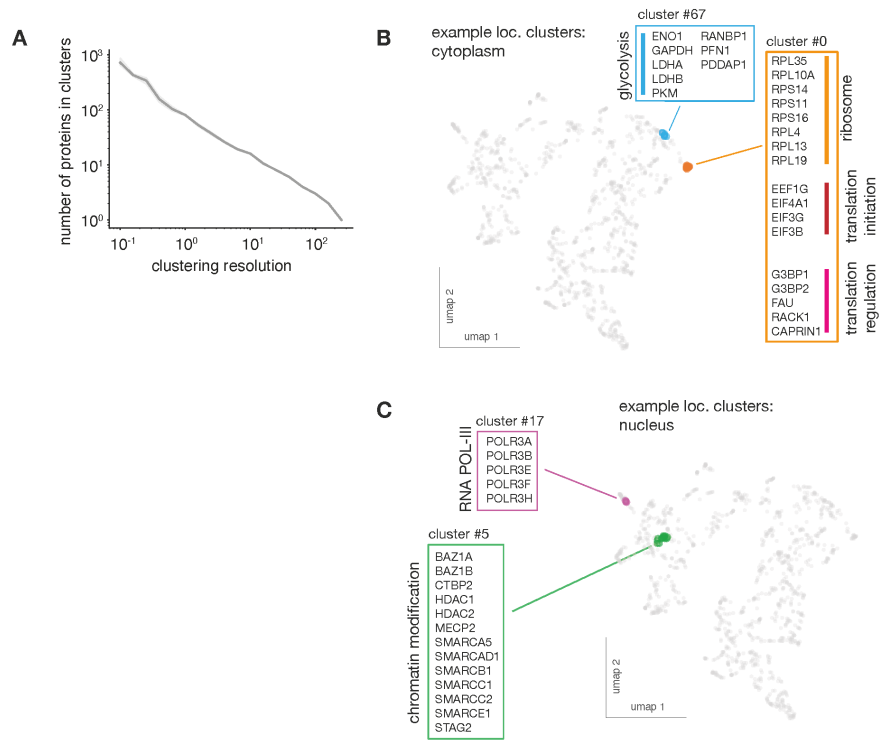 A
number of proteins in clusters
10³
10²
10¹
10⁰
10⁻¹
10⁰
10¹
10²
clustering resolution
B
example loc. clusters:
cytoplasm
umap 2
umap 1
cluster #67
glycolysis
ENO1 RANBP1
GAPDH PFN1
LDHA PDDAP1
LDHB
PKM
cluster #0
RPL35
RPL10A
RPS14
RPS11
RPS16
RPL4
RPL13
RPL19
ribosome
EEF1G
EIF4A1
EIF3G
EIF3B
translation
initiation
G3BP1
G3BP2
FAU
RACK1
CAPRIN1
translation
regulation
C
example loc. clusters:
nucleus
cluster #17
RNA POL-III
POLR3A
POLR3B
POLR3E
POLR3F
POLR3H
cluster #5
chromatin modification
BAZ1A
BAZ1B
CTBP2
HDAC1
HDAC2
MECP2
SMARCA5
SMARCAD1
SMARCB1
SMARCC1
SMARCC2
SMARCE1
STAG2
umap 2
umap 1